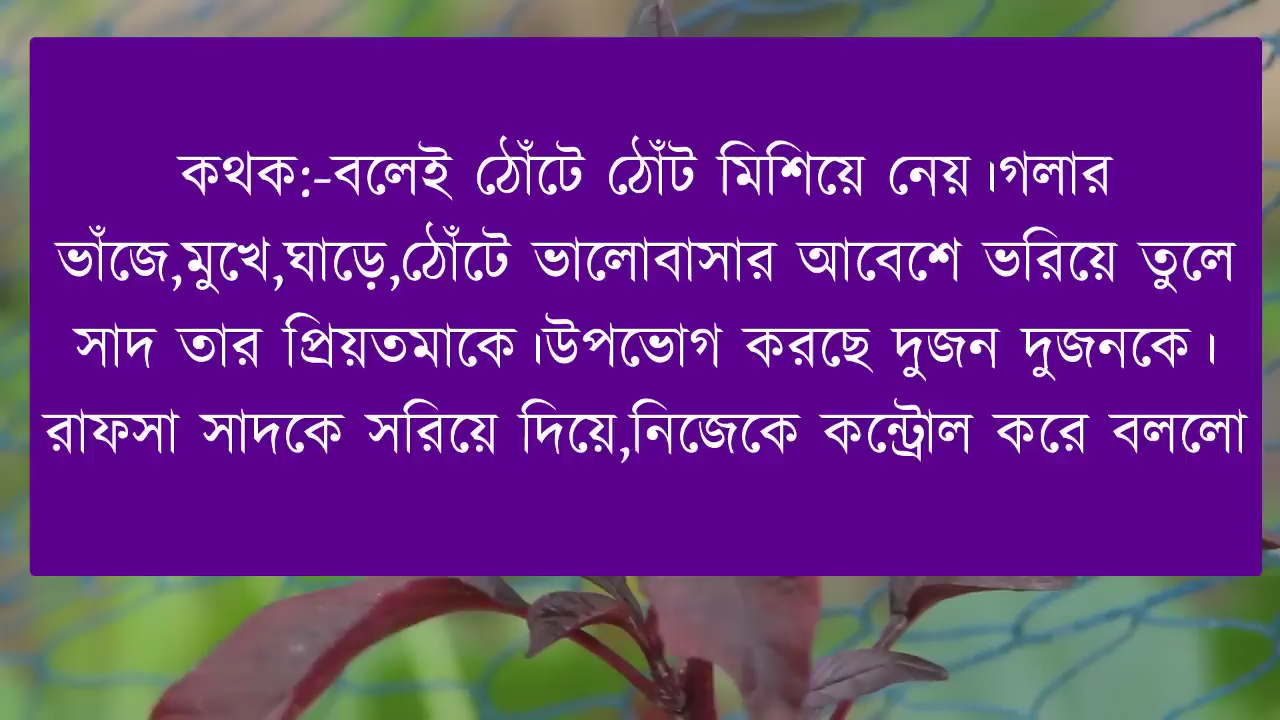 কথক:-বলেই ঠোঁটে ঠোঁট মিশিয়ে নেয়।গলার
ভাঁজে,মুখে,ঘাড়ে,ঠোঁটে ভালোবাসার আবেশে ভরিয়ে তুলে
সাদ তার প্রিয়তমাকে।উপভোগ করছে দুজন দুজনকে।
রাফসা সাদকে সরিয়ে দিয়ে,নিজেকে কন্ট্রোল করে বললো